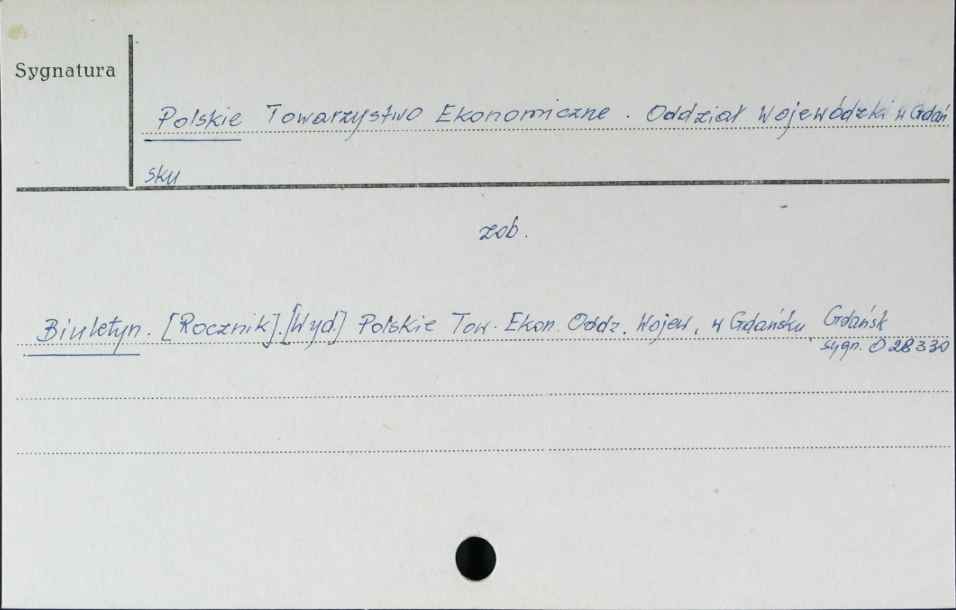 Sygnatura
Polskie Towarzystwo Ekonomiczne. Oddział Wojewódzki w Gdań
sku
zob.
Biuletyn. [Rocznik]. [Wyd] Polskie Tow. Ekon. Oddz. Wojew. w Gdańsku Gdańsk
sygn. O 28330